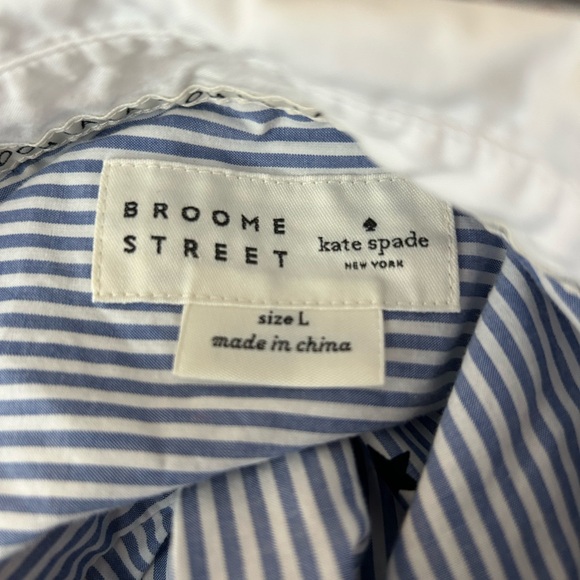 BROOME
STREET
kate spade
NEW YORK
size L
made in china